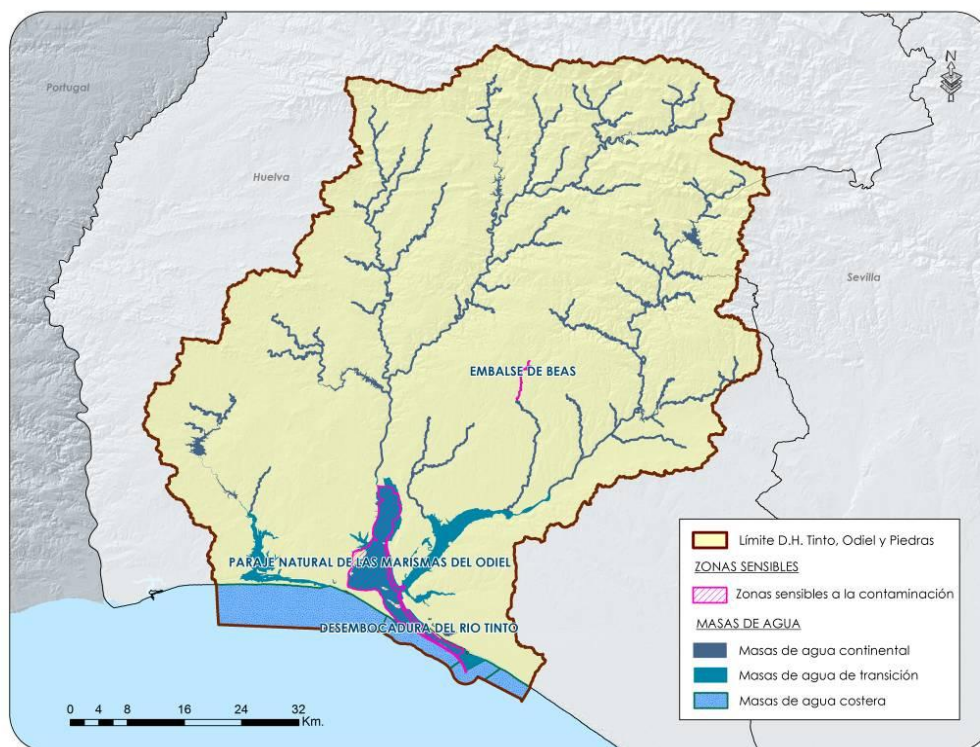 N
Portugal
Huelva
Sevilla
EMBALSE DE BEAS
PARAJE NATURAL DE LAS MARISMAS DEL ODIEL
DESEMBOCADURA DEL RIO TINTO
0 4 8 16 24 32
Km.
Límite D.H. Tinto, Odiel y Piedras
ZONAS SENSIBLES
Zonas sensibles a la contaminación
MASAS DE AGUA
Masas de agua continental
Masas de agua de transición
Masas de agua costera